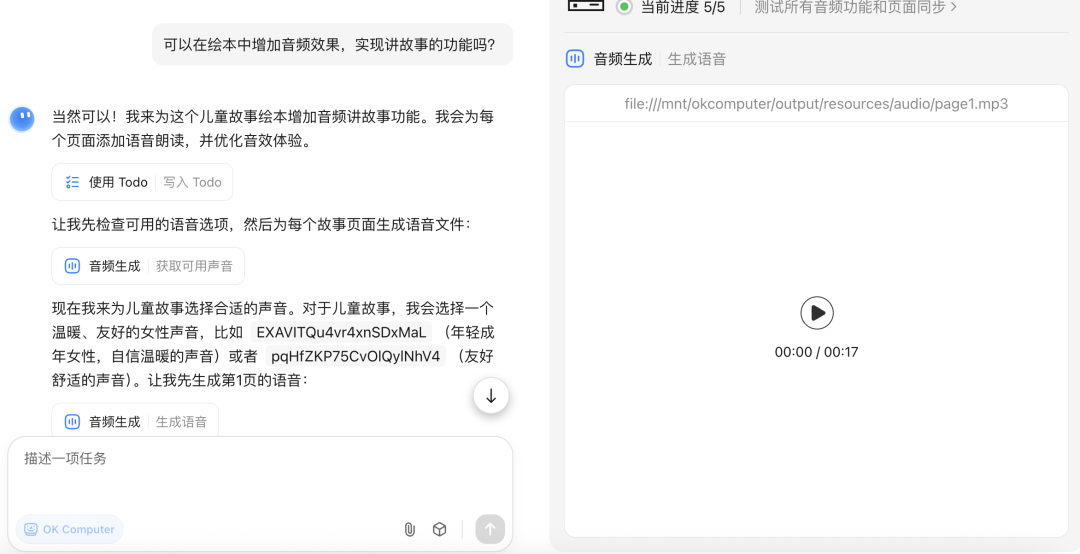 可以在绘本中增加音频效果，实现讲故事的功能吗？
当然可以！我来为这个儿童故事绘本增加音频讲故事功能。我会为每
个页面添加语音朗读，并优化音效体验。
使用 Todo 写入 Todo
让我先检查可用的语音选项，然后为每个故事页面生成语音文件：
音频生成 获取可用声音
现在我来为儿童故事选择合适的声音。对于儿童故事，我会选择一个
温暖、友好的女性声音，比如 EXAVITQu4vr4xnSDxMaL （年轻成
年女性，自信温暖的声音）或者 pqHfZKP75CvOlQylNhV4 （友好
舒适的声音）。让我先生成第1页的语音：
音频生成 生成语音
描述一项任务
OK Computer
当前进度 5/5 测试所有音频功能和页面同步 >
音频生成 生成语音
file:///mnt/okcomputer/output/resources/audio/page1.mp3
00:00 / 00:17